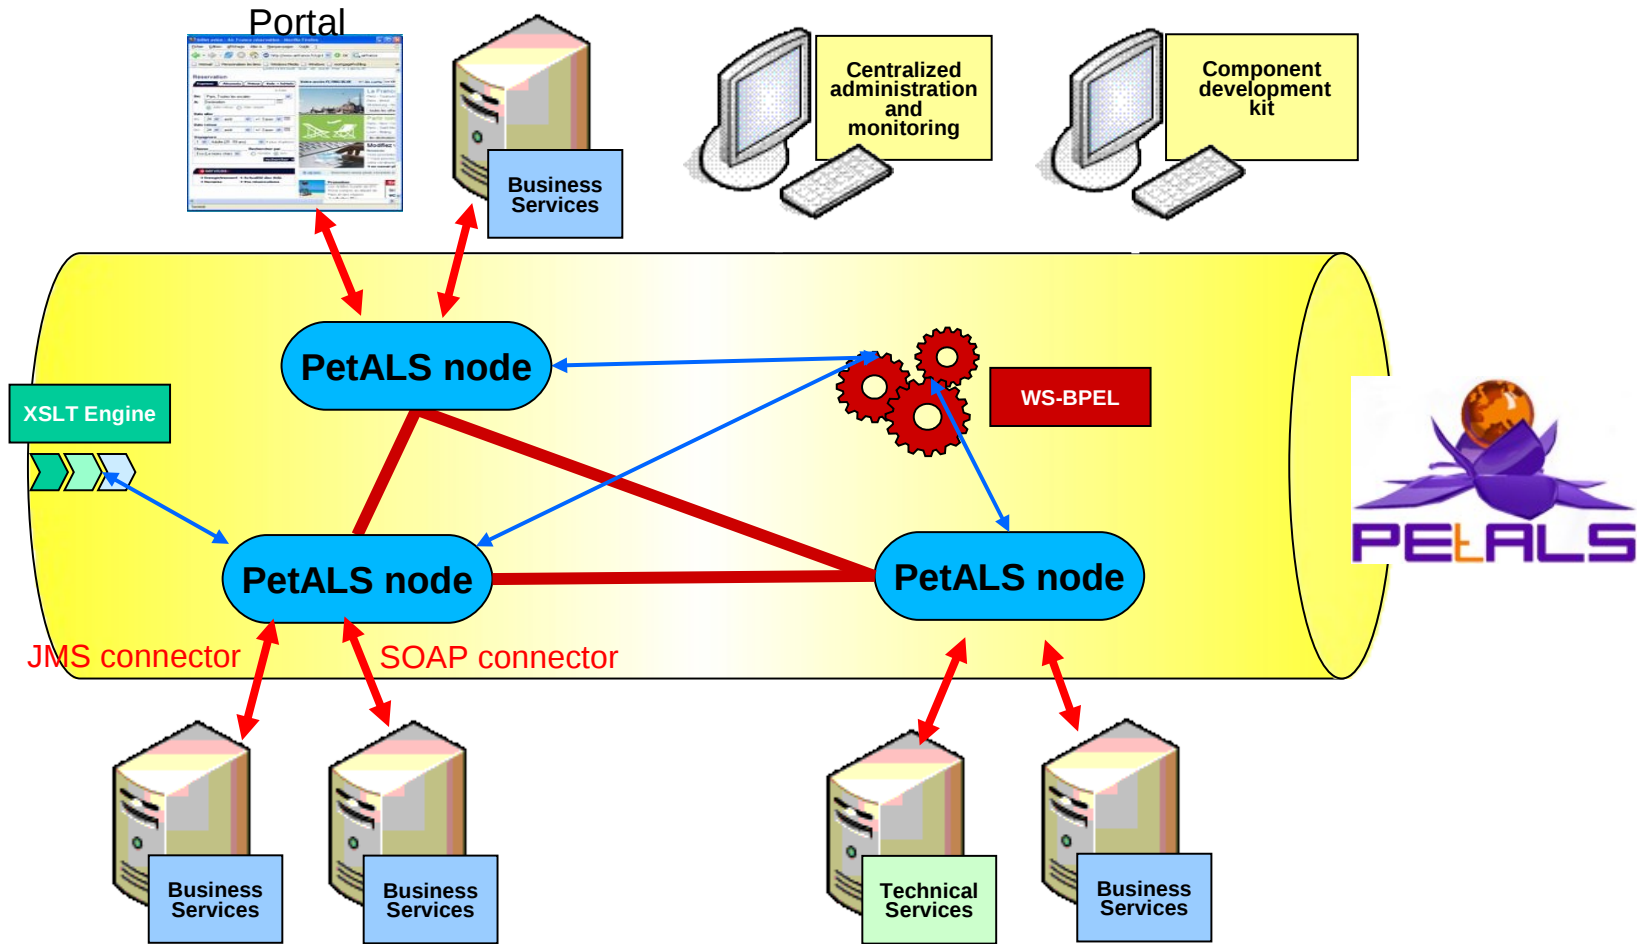 Portal
Reservation
Business
Services
Centralized
administration
and
monitoring
Component
development
kit
PetALS node
XSLT Engine
WS-BPEL
PEtALS
PetALS node
PetALS node
JMS connector
SOAP connector
Business
Services
Business
Services
Technical
Services
Business
Services